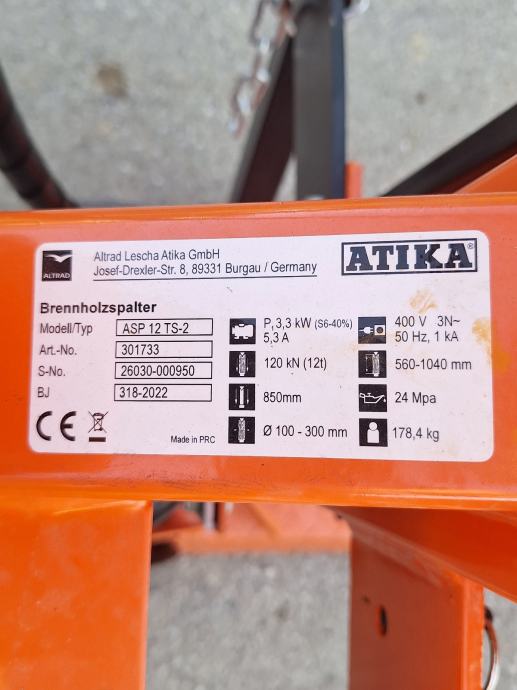 ALTRAD
Altrad Lescha Atika GmbH
Josef-Drexler-Str. 8, 89331 Burgau / Germany
ATIKA®
Brennholzspalter
Modell/Typ ASP 12 TS-2
Art.-No. 301733
S-No. 26030-000950
BJ 318-2022
CE
Made in PRC
P₁ 3,3 kW (S6-40%)
5,3 A
120 kN (12t)
850mm
Ø 100 - 300 mm
400 V 3N~
50 Hz, 1 kA
560-1040 mm
24 Mpa
178,4 kg